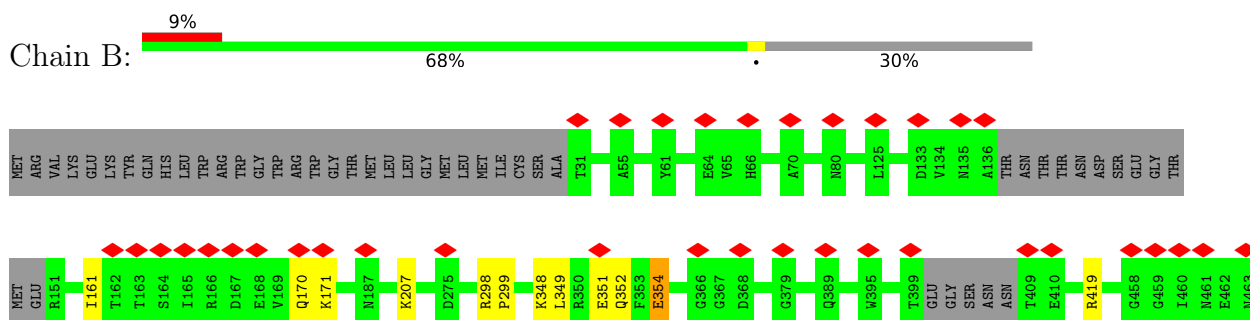 9%
Chain B:
68% • 30%
MET ARG VAL LYS GLU LYS TYR GLN HIS LEU TRP ARG TRP GLY TRP ARG TRP GLY THR MET LEU LEU GLY MET LEU MET ILE CYS SER ALA T31 A55 Y61 E64 V65 H66 A70 N80 L125 D133 V134 N135 A136 THR ASN THR THR ASN ASP SER GLU GLY THR
MET GLU R151 I161 T162 T163 S164 I165 R166 D167 E168 V169 Q170 K171 N187 K207 D275 R298 P299 K348 L349 R350 E351 Q352 F353 E354 G366 G367 D368 G379 Q389 W395 T399 GLU GLY SER ASN ASN T409 E410 R419 G458 G459 I460 N461 E462 N463